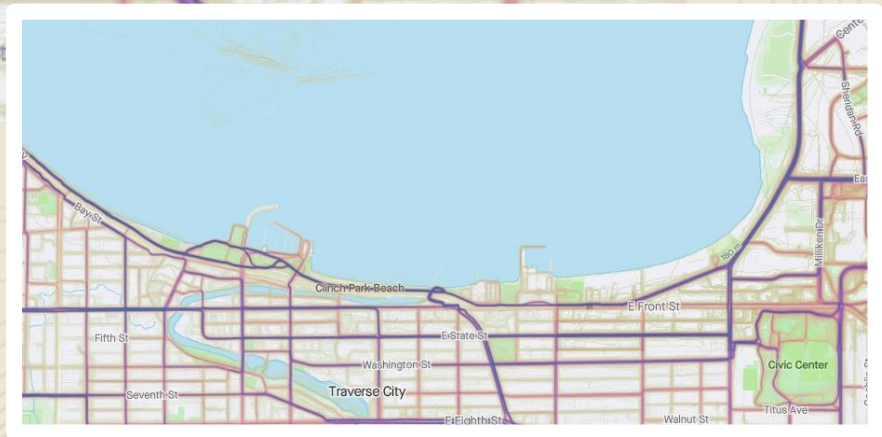 Bay St
Sheridan Rd
Milliken Dr
180 m
Clinch Park Beach
E Front St
E State St
Fifth St
Washington St
Civic Center
Seventh St
Traverse City
Titus Ave
E Eighth St
Walnut St